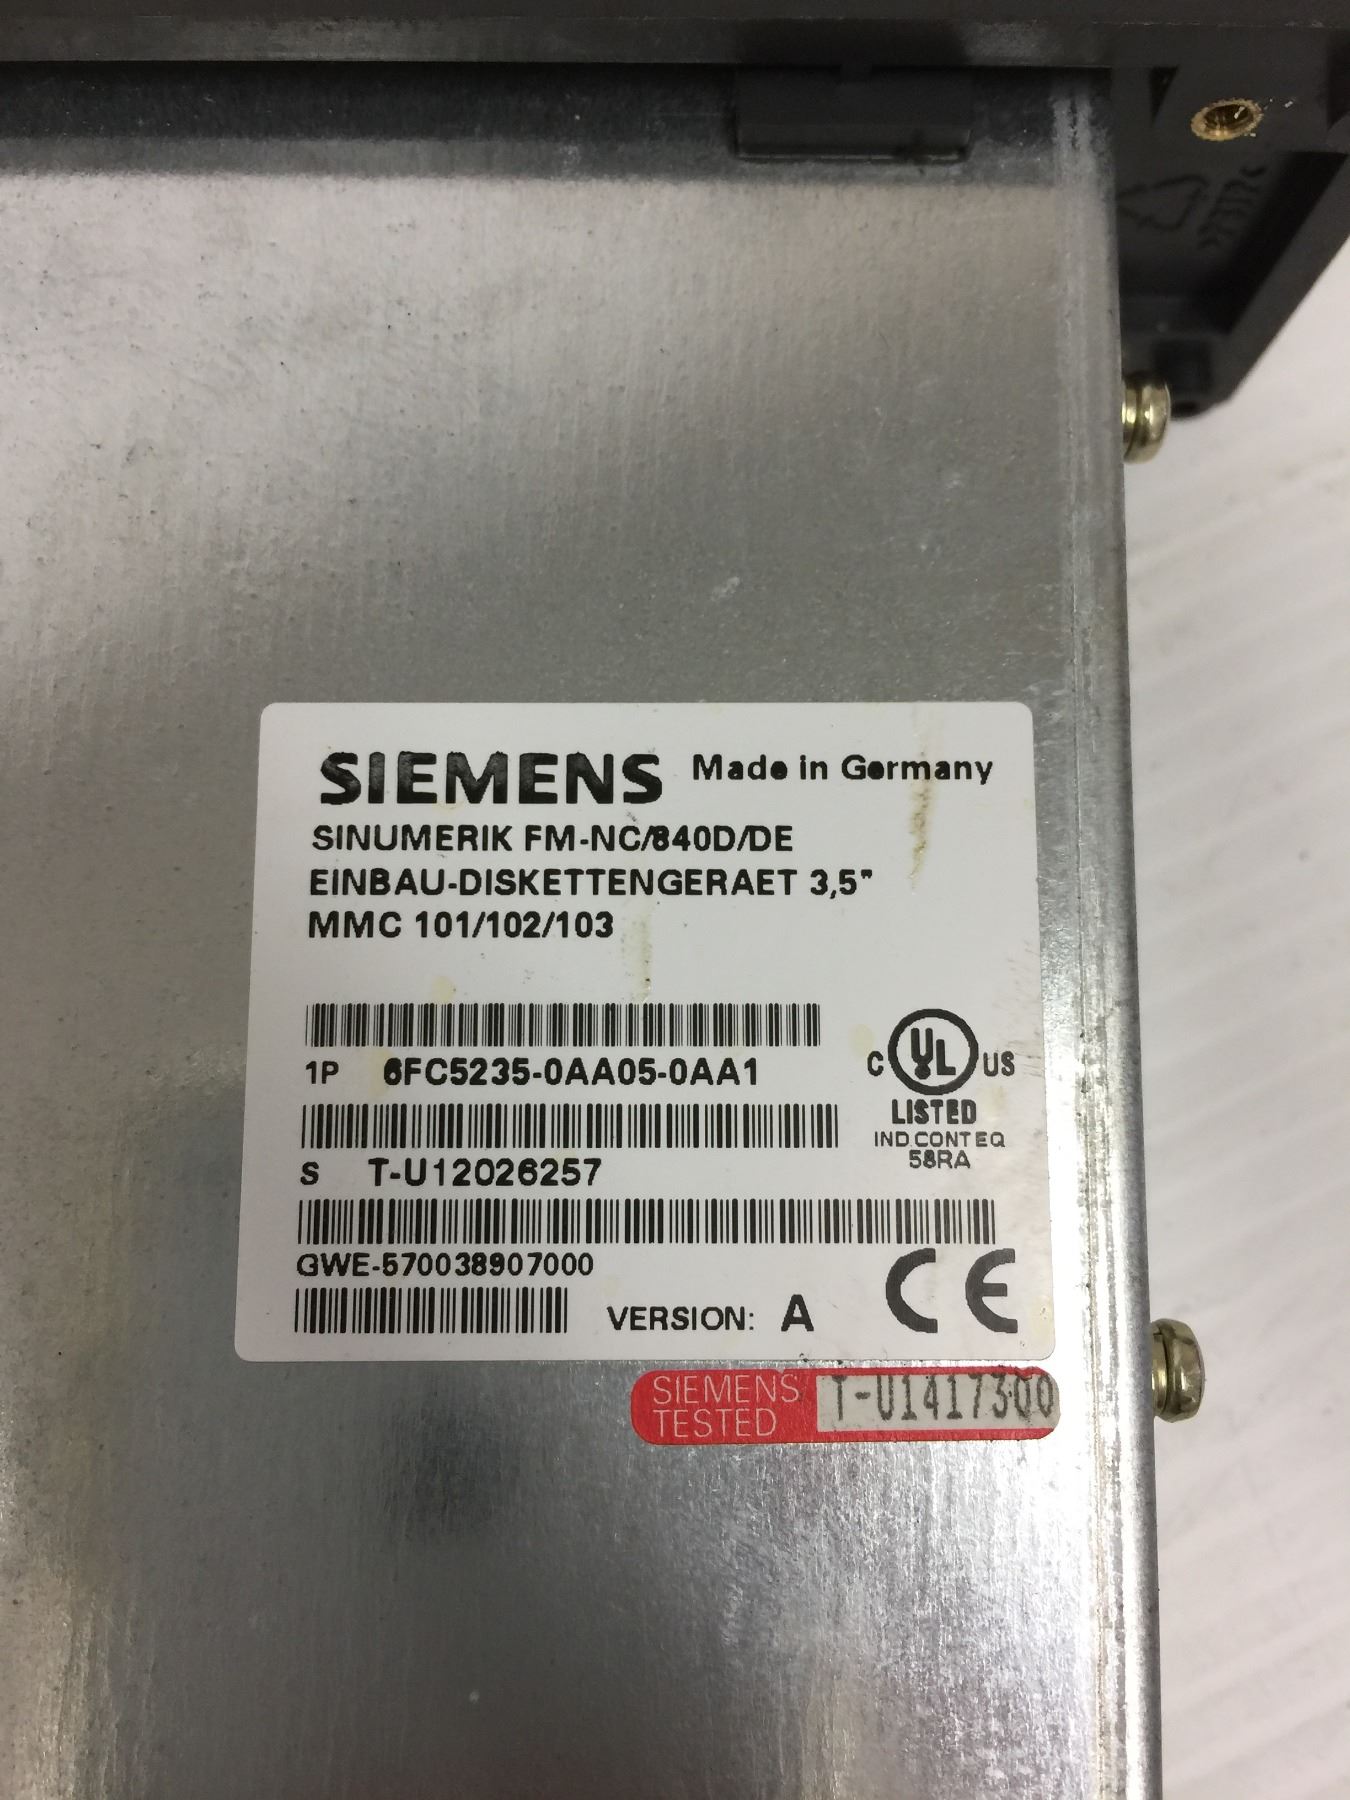 SIEMENS Made in Germany
SINUMERIK FM-NC/840D/DE
EINBAU-DISKETTENGERAET 3,5"
MMC 101/102/103
1P 6FC5235-0AA05-0AA1
C UL US
LISTED
IND.CONT.EQ
58RA
S T-U12026257
GWE-570038907000
VERSION: A CE
SIEMENS TESTED T-U1417300